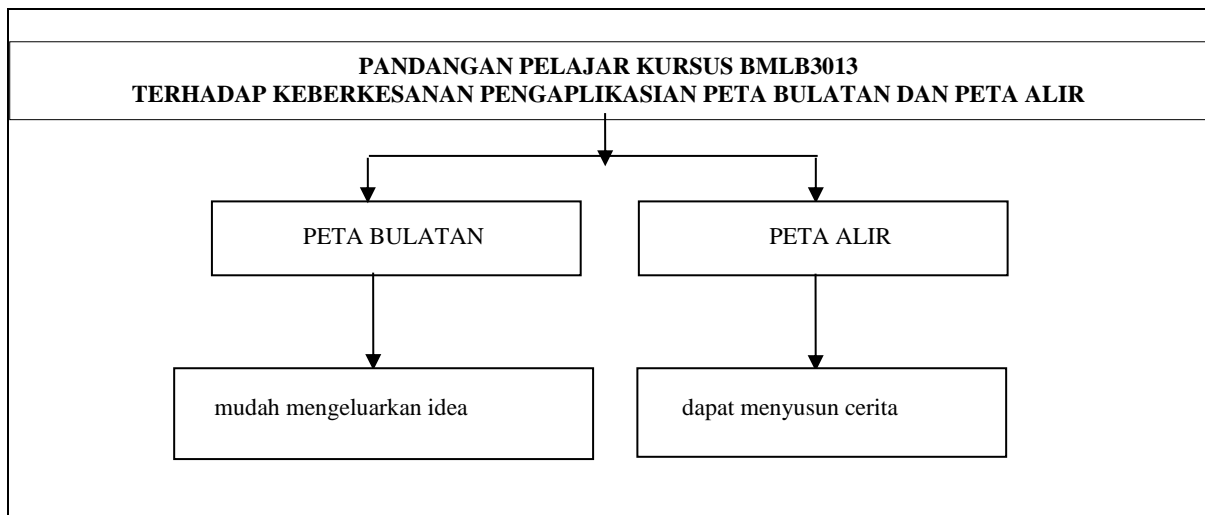 PANDANGAN PELAJAR KURSUS BMLB3013
TERHADAP KEBERKESANAN PENGAPLIKASIAN PETA BULATAN DAN PETA ALIR
PETA BULATAN
PETA ALIR
mudah mengeluarkan idea
dapat menyusun cerita